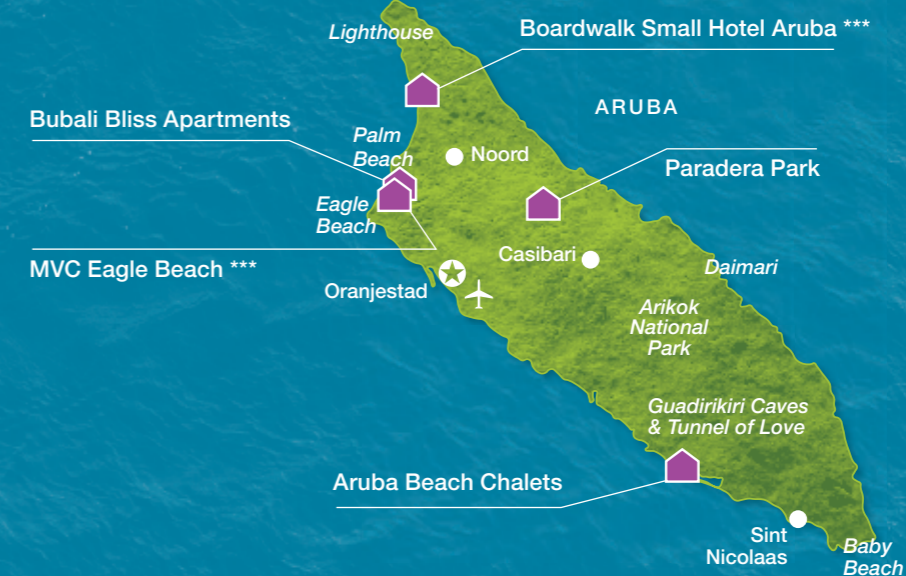 Lighthouse
Boardwalk Small Hotel Aruba ***
ARUBA
Bubali Bliss Apartments
Palm
Beach
Noord
Paradera Park
Eagle
Beach
Casibari
MVC Eagle Beach ***
Daimari
Oranjestad
Arikok
National
Park
Guadirikiri Caves
& Tunnel of Love
Aruba Beach Chalets
Sint
Nicolaas
Baby
Beach